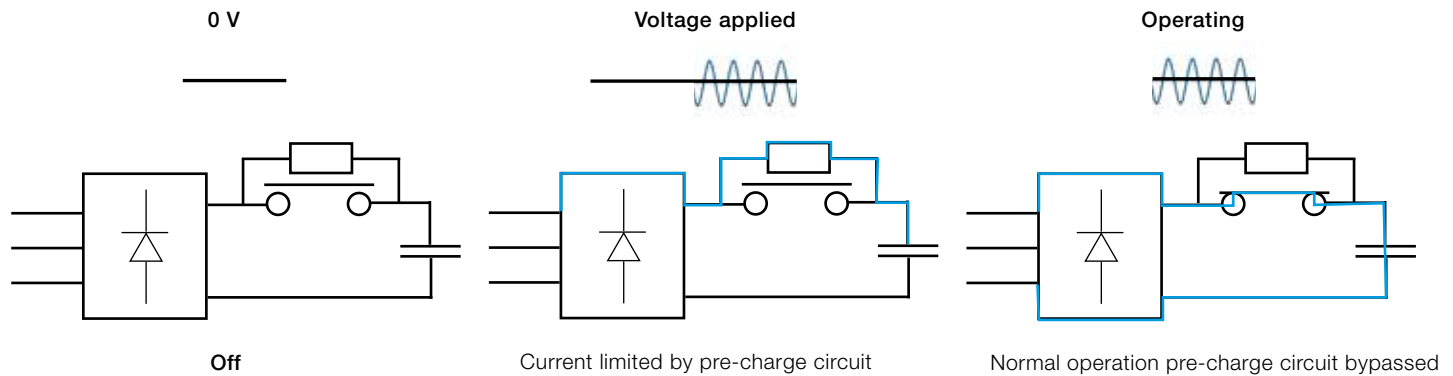 0 V
Voltage applied
Operating
Off
Current limited by pre-charge circuit
Normal operation pre-charge circuit bypassed